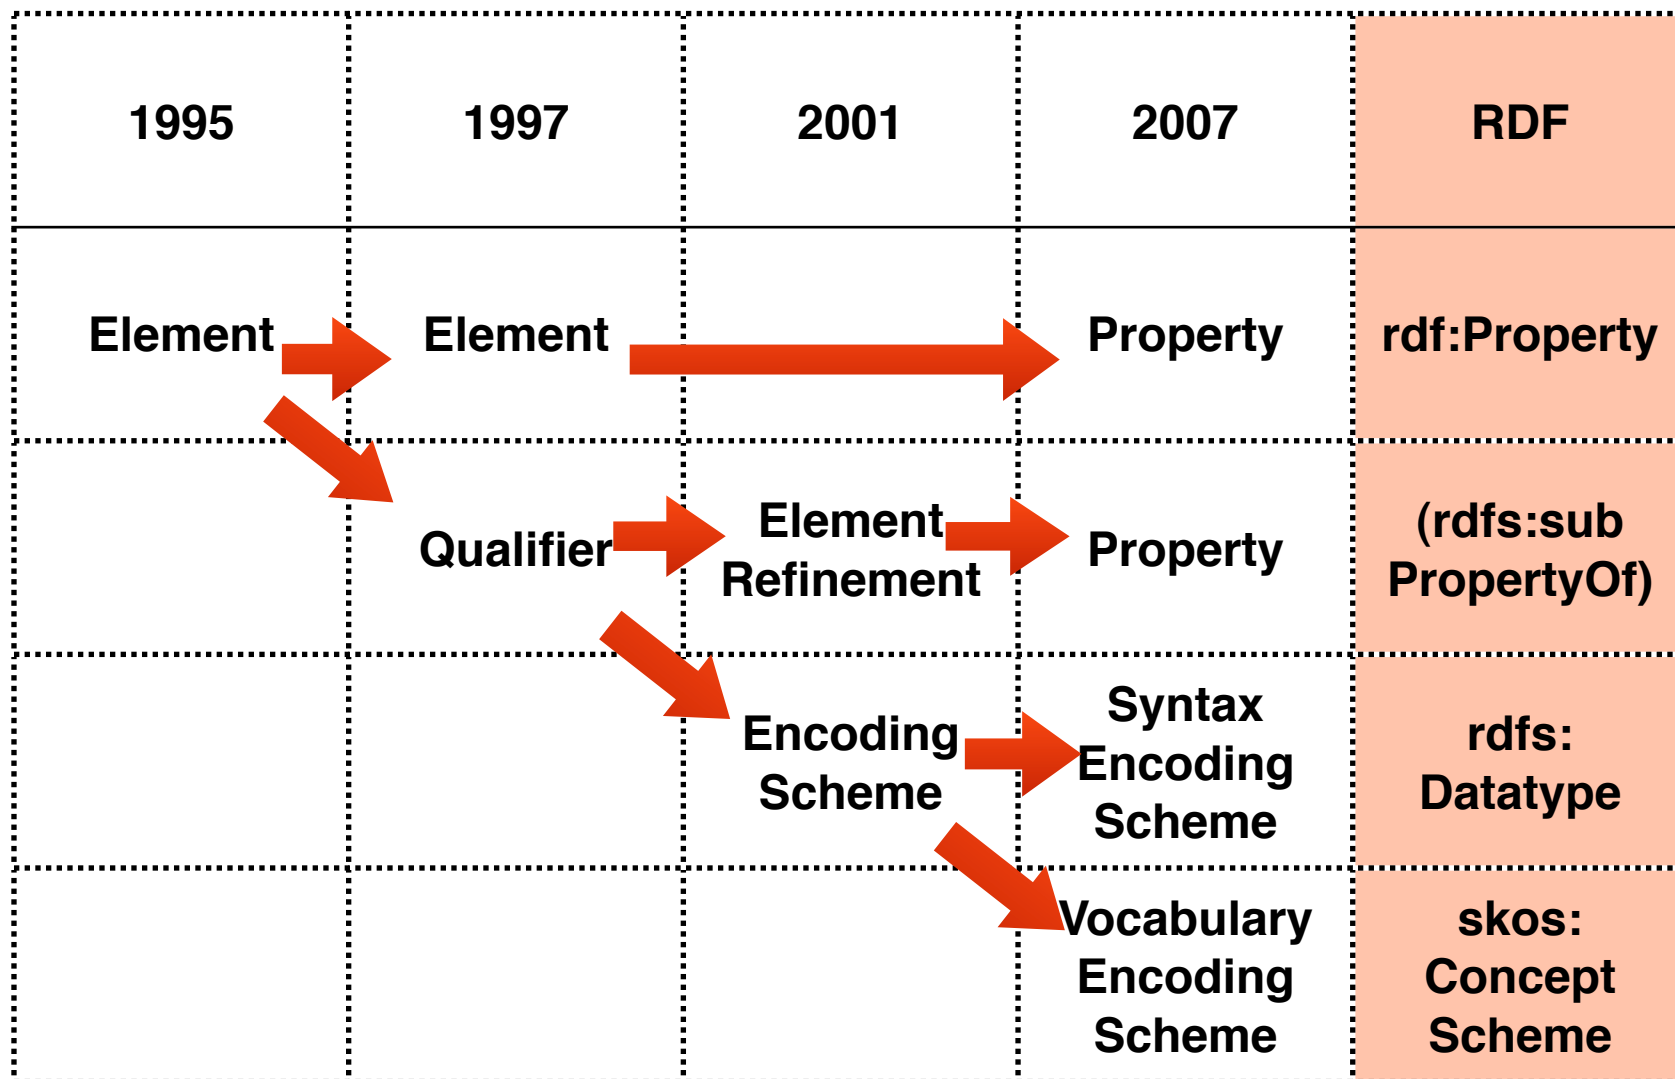 1995 1997 2001 2007 RDF
Element Element Property rdf:Property
Qualifier
Element
Refinement
Property
(rdfs:sub
PropertyOf)
Encoding
Scheme
Syntax
Encoding
Scheme
rdfs:
Datatype
Vocabulary
Encoding
Scheme
skos:
Concept
Scheme